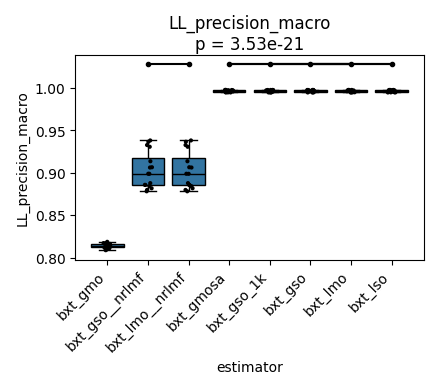 LL_precision_macro
p = 3.53e-21
LL_precision_macro
1.00
0.95
0.90
0.85
0.80
bxt_gmo
bxt_gso__nrlmf
bxt_lmo__nrlmf
bxt_gmosa
bxt_gso_1k
bxt_gso
bxt_lmo
bxt_lso
estimator